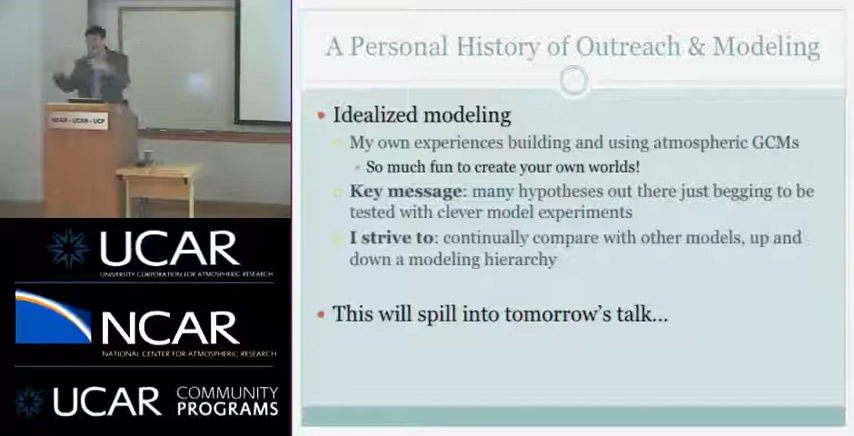 NCAR - UCAR - UCP
UCAR
UNIVERSITY CORPORATION FOR ATMOSPHERIC RESEARCH
NCAR
NATIONAL CENTER FOR ATMOSPHERIC RESEARCH
UCAR COMMUNITY
PROGRAMS
A Personal History of Outreach & Modeling
Idealized modeling
My own experiences building and using atmospheric GCMs
So much fun to create your own worlds!
Key message: many hypotheses out there just begging to be
tested with clever model experiments
I strive to: continually compare with other models, up and
down a modeling hierarchy
This will spill into tomorrow's talk...